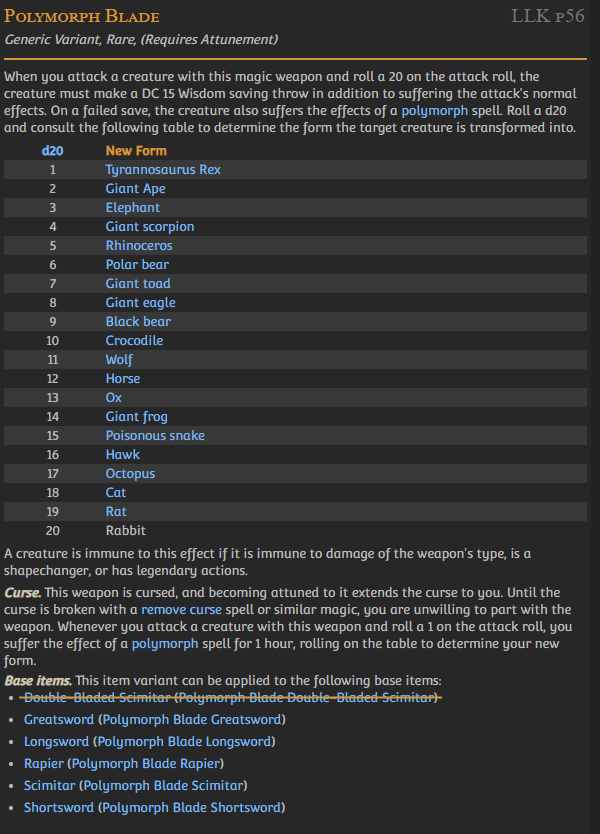 Polymorph Blade LLK p56
Generic Variant, Rare, (Requires Attunement)
When you attack a creature with this magic weapon and roll a 20 on the attack roll, the
creature must make a DC 15 Wisdom saving throw in addition to suffering the attack's normal
effects. On a failed save, the creature also suffers the effects of a polymorph spell. Roll a d20
and consult the following table to determine the form the target creature is transformed into.
d20 New Form
1 Tyrannosaurus Rex
2 Giant Ape
3 Elephant
4 Giant scorpion
5 Rhinoceros
6 Polar bear
7 Giant toad
8 Giant eagle
9 Black bear
10 Crocodile
11 Wolf
12 Horse
13 Ox
14 Giant frog
15 Poisonous snake
16 Hawk
17 Octopus
18 Cat
19 Rat
20 Rabbit
A creature is immune to this effect if it is immune to damage of the weapon's type, is a
shapechanger, or has legendary actions.
Curse. This weapon is cursed, and becoming attuned to it extends the curse to you. Until the
curse is broken with a remove curse spell or similar magic, you are unwilling to part with the
weapon. Whenever you attack a creature with this weapon and roll a 1 on the attack roll, you
suffer the effect of a polymorph spell for 1 hour, rolling on the table to determine your new
form.
Base items. This item variant can be applied to the following base items:
• Double-Bladed Scimitar (Polymorph Blade Double-Bladed Scimitar)
• Greatsword (Polymorph Blade Greatsword)
• Longsword (Polymorph Blade Longsword)
• Rapier (Polymorph Blade Rapier)
• Scimitar (Polymorph Blade Scimitar)
• Shortsword (Polymorph Blade Shortsword)